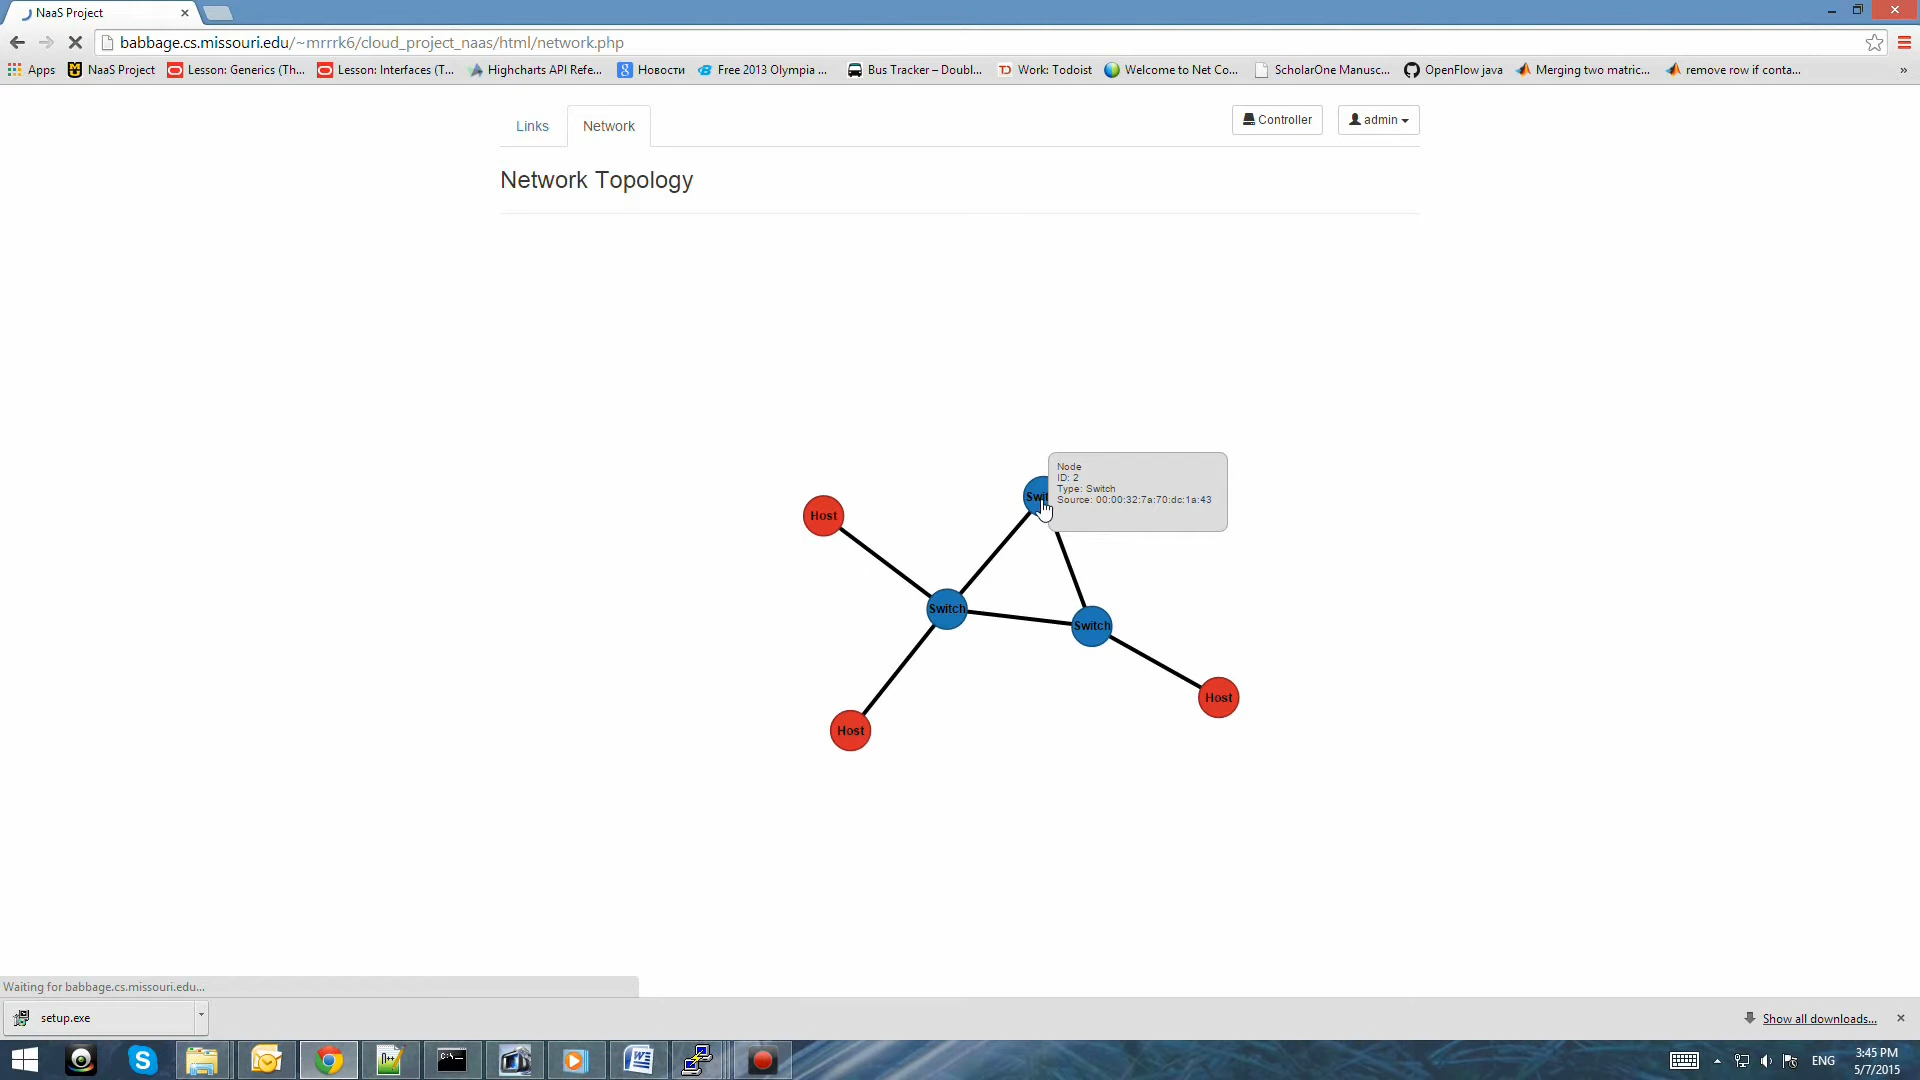 NaaS Project
babbage.cs.missouri.edu/~mrrrk6/cloud_project_naas/html/network.php
Apps NaaS Project Lesson: Generics (Th... Lesson: Interfaces (T... Highcharts API Refe... Новости Free 2013 Olympia ... Bus Tracker – Doubl... Work: Todoist Welcome to Net Co... ScholarOne Manusc... OpenFlow java Merging two matric... remove row if conta... »
Links Network Controller admin
Network Topology
Node
ID: 2
Type: Switch
Source: 00:00:32:7a:70:dc:1a:43
Swit
Host
Switch
Switch
Host
Host
Waiting for babbage.cs.missouri.edu...
setup.exe Show all downloads...
ENG 3:45 PM
5/7/2015